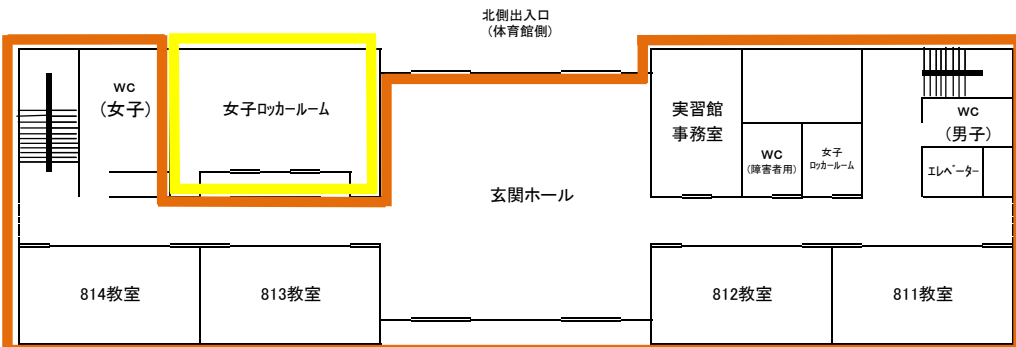 北側出入口
(体育館側)
WC
(女子)
女子ロッカールーム
実習館
事務室
WC
(障害者用)
女子
ロッカールーム
WC
(男子)
エレベーター
玄関ホール
814教室
813教室
812教室
811教室